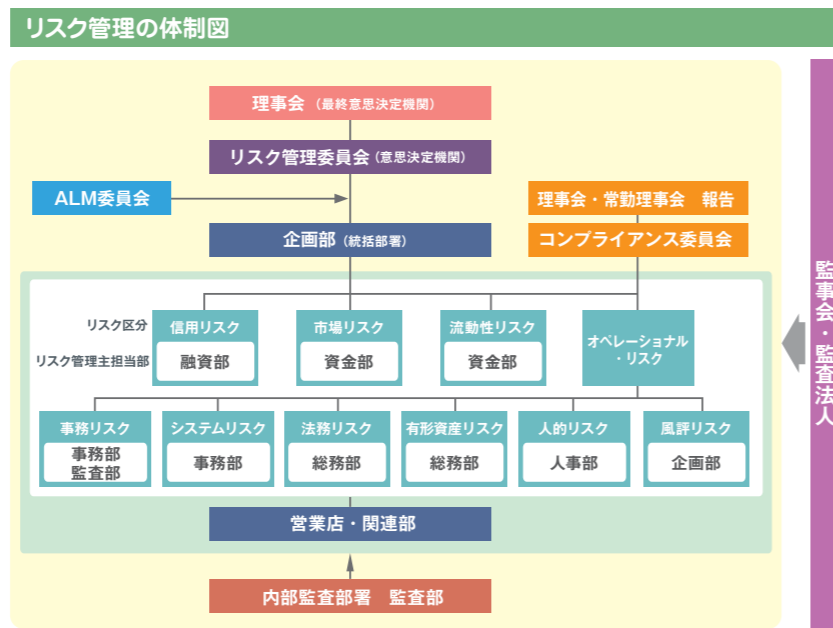 リスク管理の体制図
理事会（最終意思決定機関）
リスク管理委員会（意思決定機関）
ALM委員会
理事会・常勤理事会　報告
企画部（統括部署）
コンプライアンス委員会
リスク区分
信用リスク
市場リスク
流動性リスク
オペレーショナル
・リスク
リスク管理主担当部
融資部
資金部
資金部
事務リスク
システムリスク
法務リスク
有形資産リスク
人的リスク
風評リスク
事務部
監査部
事務部
総務部
総務部
人事部
企画部
営業店・関連部
内部監査部署　監査部
監事会・監査法人